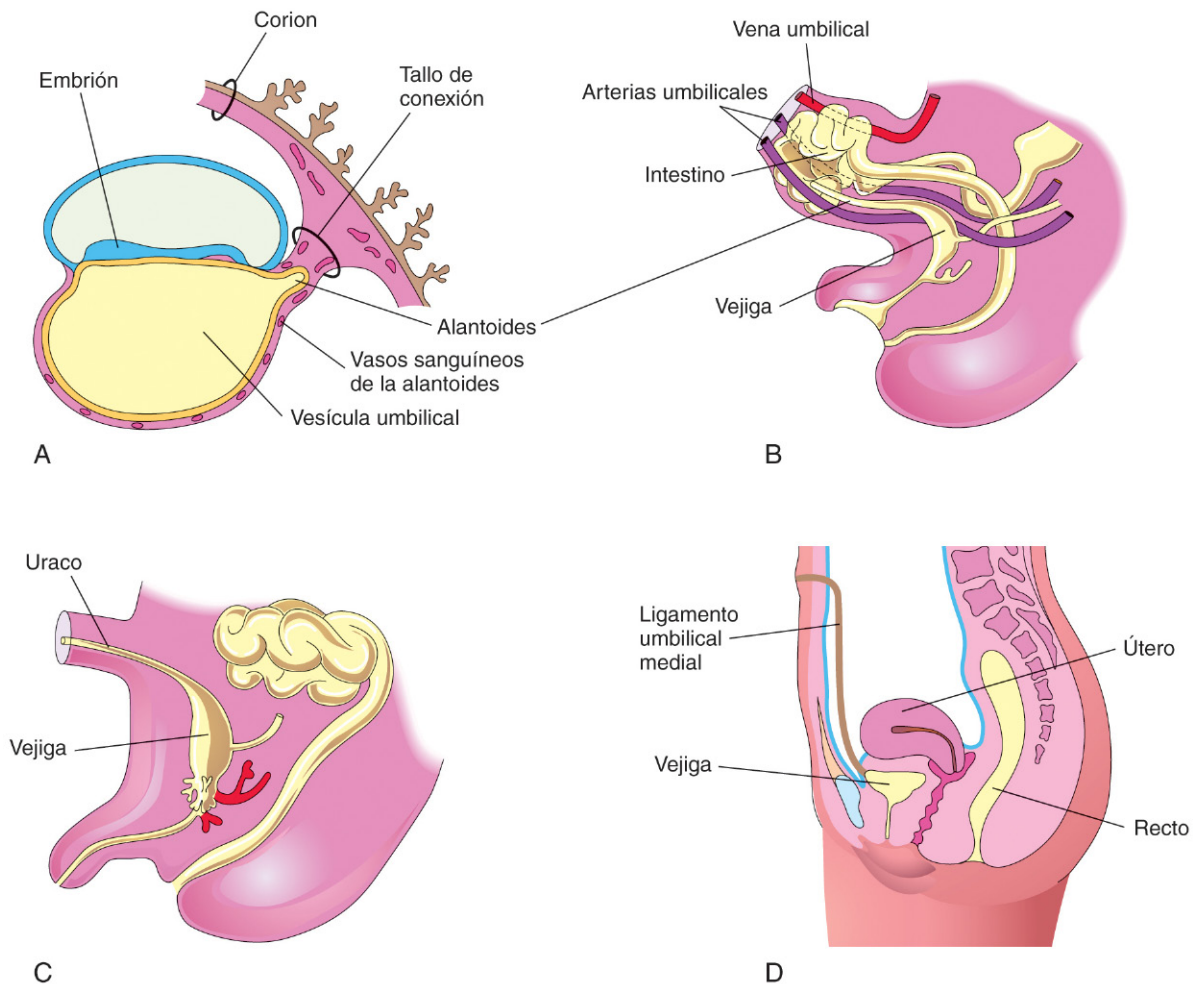 Corion
Embrión
Tallo de
conexión
Alantoides
Vasos sanguíneos
de la alantoides
Vesícula umbilical
A
Vena umbilical
Arterias umbilicales
Intestino
Vejiga
B
Uraco
Vejiga
C
Ligamento
umbilical
medial
Útero
Vejiga
Recto
D